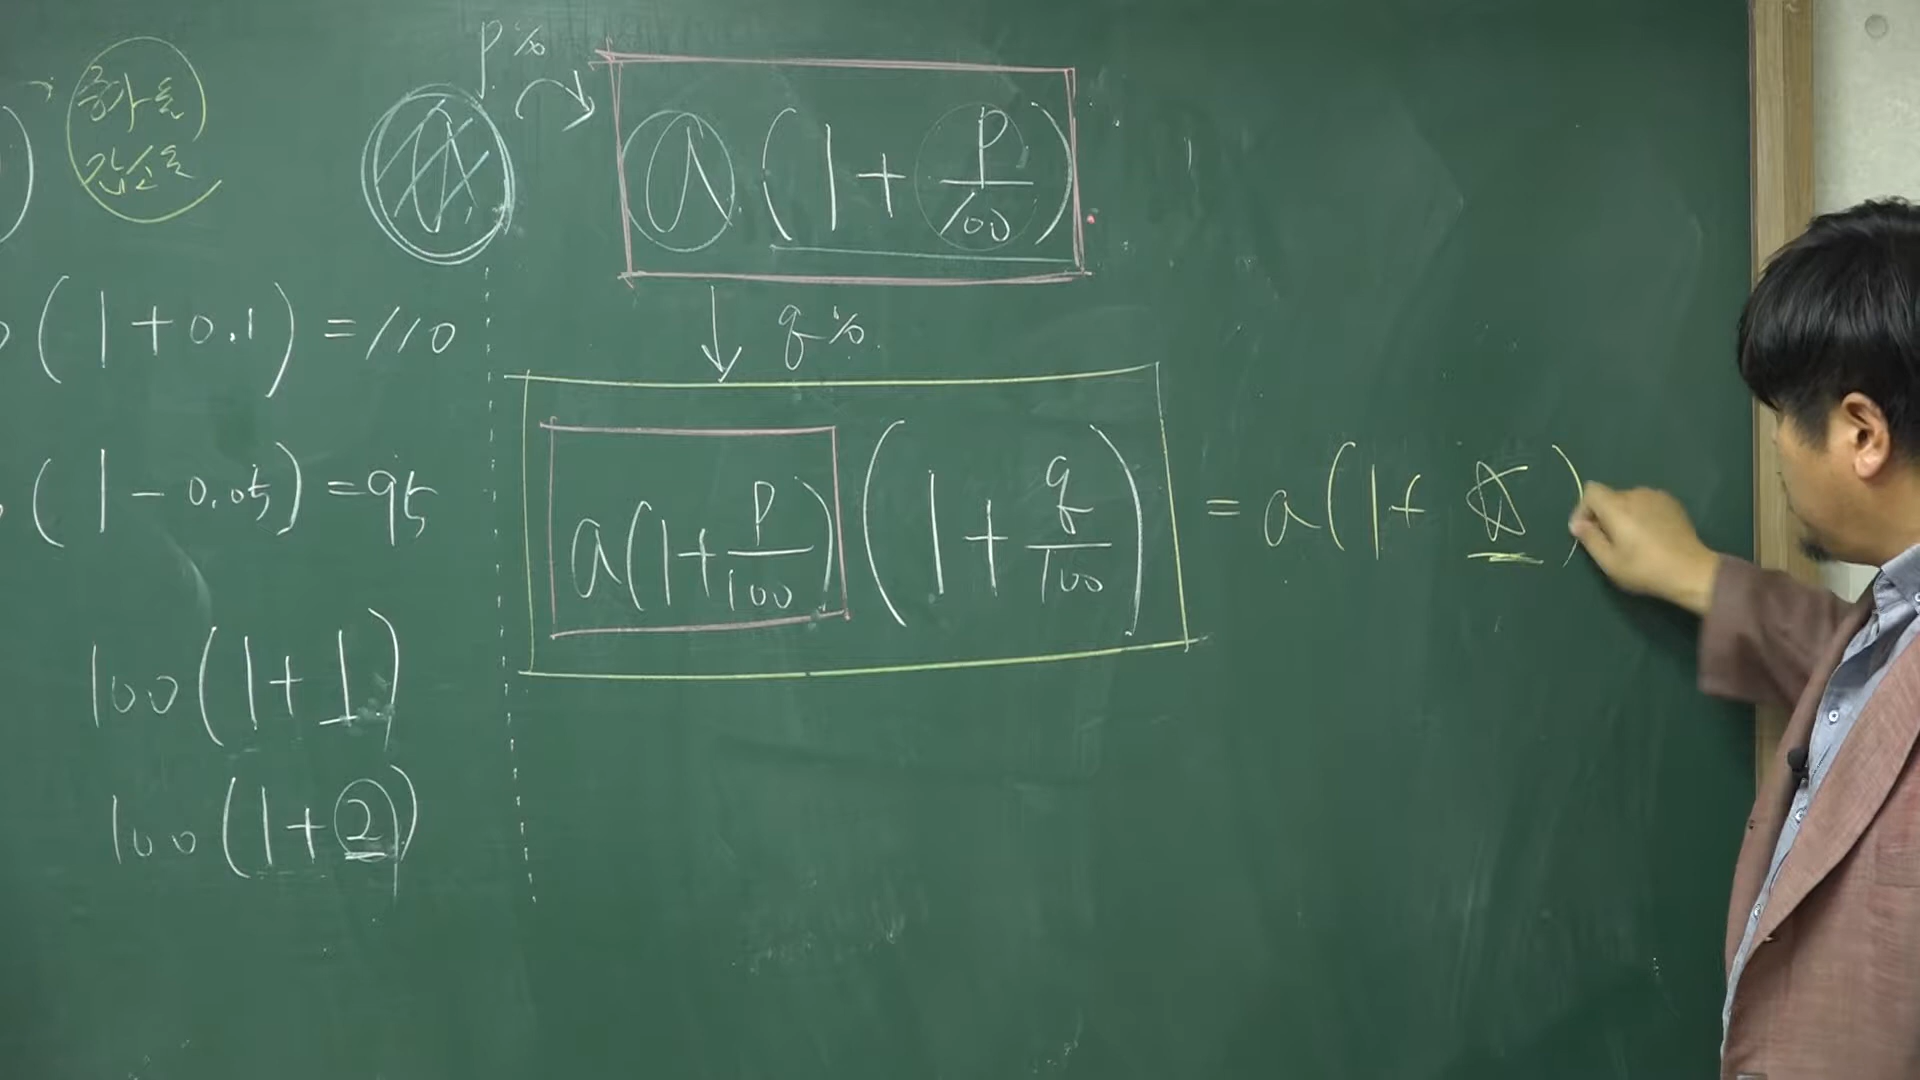 증가율
감소율
(1+0.1)=110
(1-0.05)=95
100(1+1)
100(1+2)
a
p%
a(1+p/100)
↓ q%
a(1+p/100)(1+q/100) = a(1+☆)